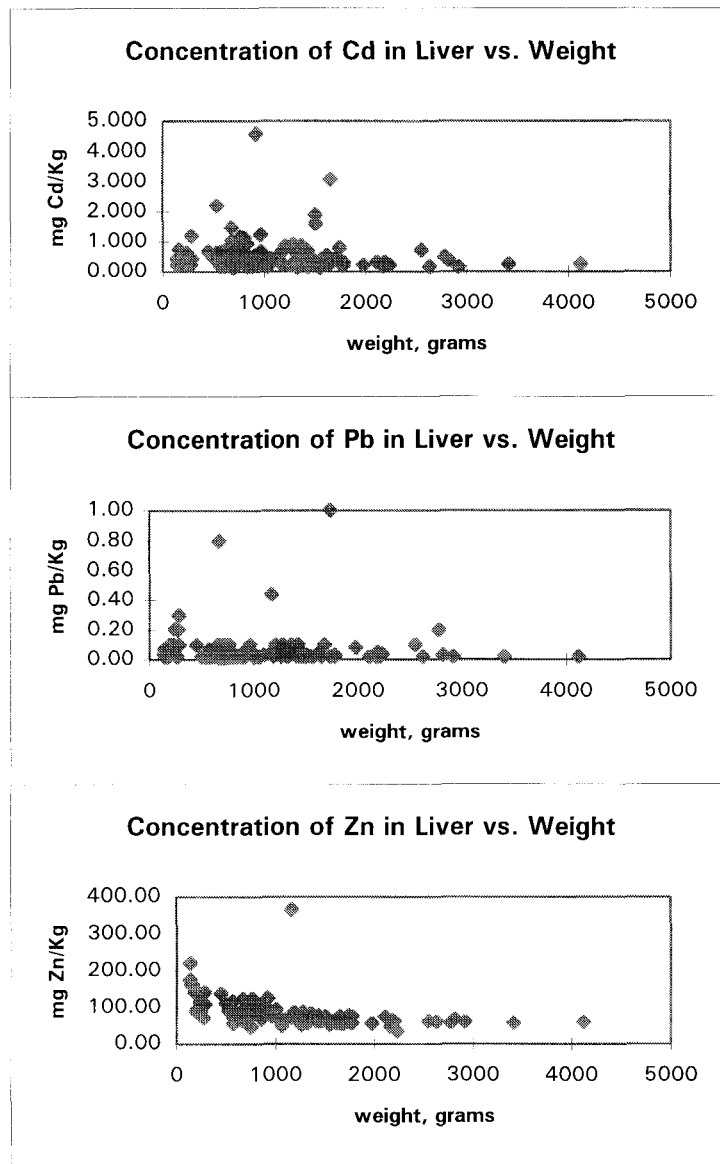 Concentration of Cd in Liver vs. Weight
mg Cd/Kg
5.000
4.000
3.000
2.000
1.000
0.000
0 1000 2000 3000 4000 5000
weight, grams
Concentration of Pb in Liver vs. Weight
mg Pb/Kg
1.00
0.80
0.60
0.40
0.20
0.00
0 1000 2000 3000 4000 5000
weight, grams
Concentration of Zn in Liver vs. Weight
mg Zn/Kg
400.00
300.00
200.00
100.00
0.00
0 1000 2000 3000 4000 5000
weight, grams